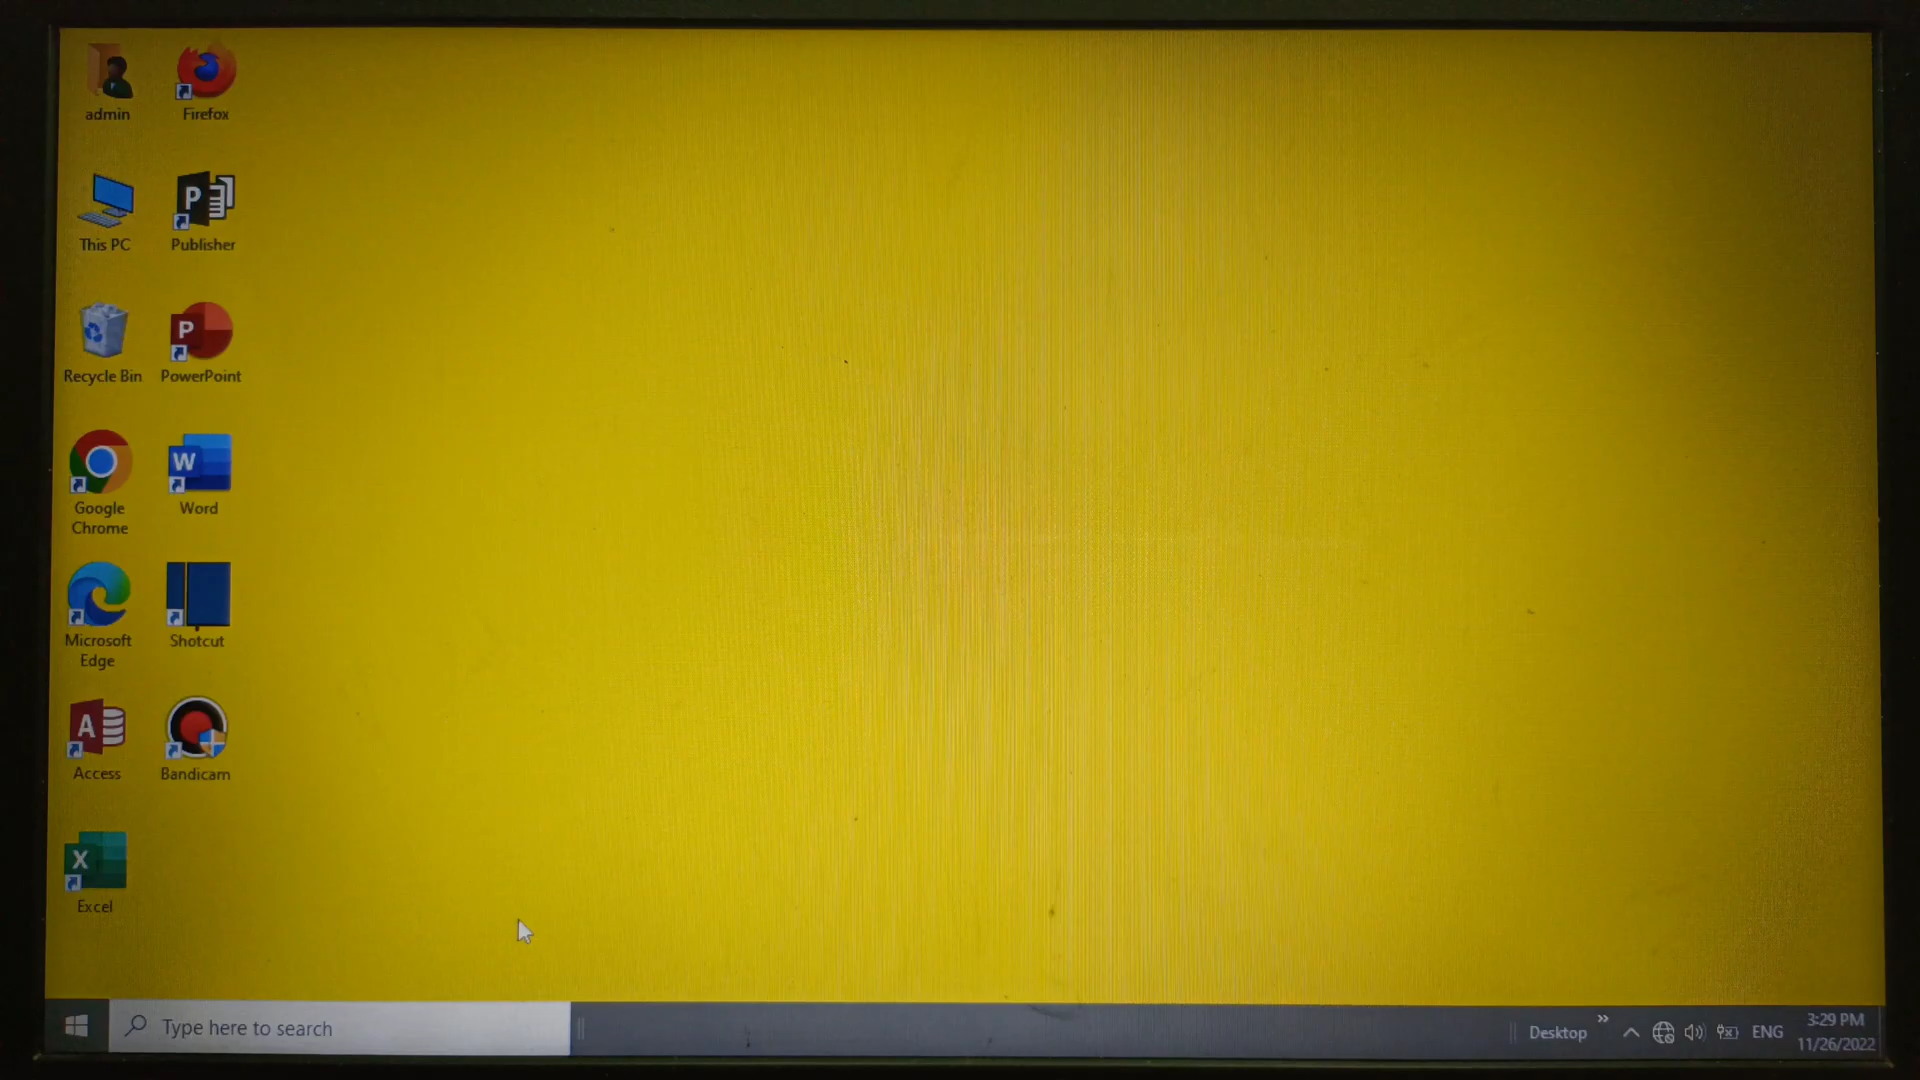 admin
Firefox
This PC
P
Publisher
Recycle Bin
P
PowerPoint
Google
Chrome
W
Word
Microsoft
Edge
Shotcut
A
Access
Bandicam
X
Excel
Type here to search
Desktop
ENG
3:29 PM
11/26/2022